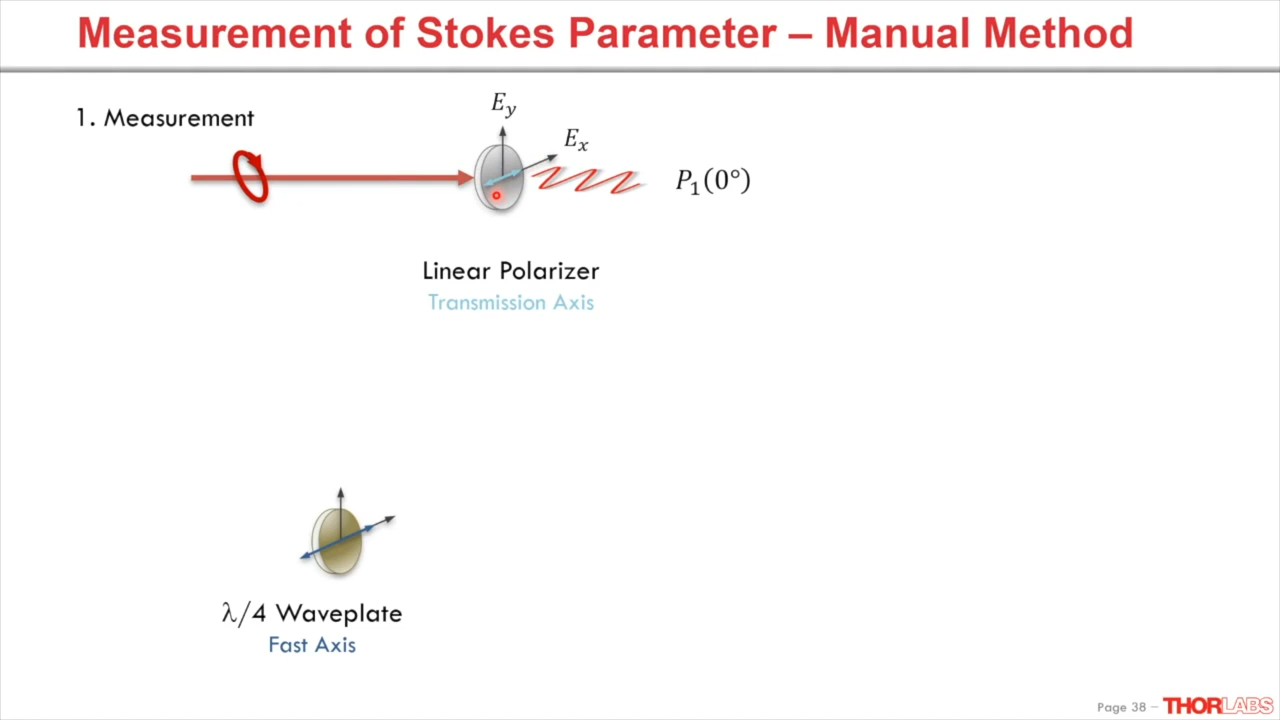 Measurement of Stokes Parameter – Manual Method
1. Measurement
E_y
E_x
P_1(0°)
Linear Polarizer
Transmission Axis
λ/4 Waveplate
Fast Axis
Page 38 – THORLABS